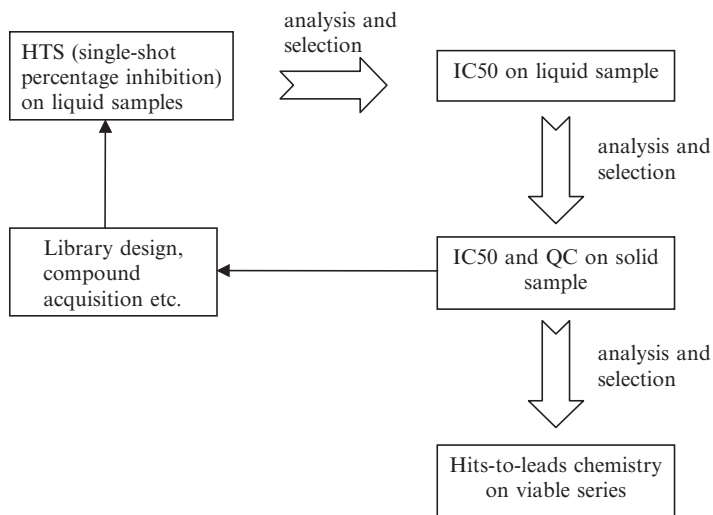 HTS (single-shot
percentage inhibition)
on liquid samples
analysis and
selection
IC50 on liquid sample
analysis and
selection
Library design,
compound
acquisition etc.
IC50 and QC on solid
sample
analysis and
selection
Hits-to-leads chemistry
on viable series